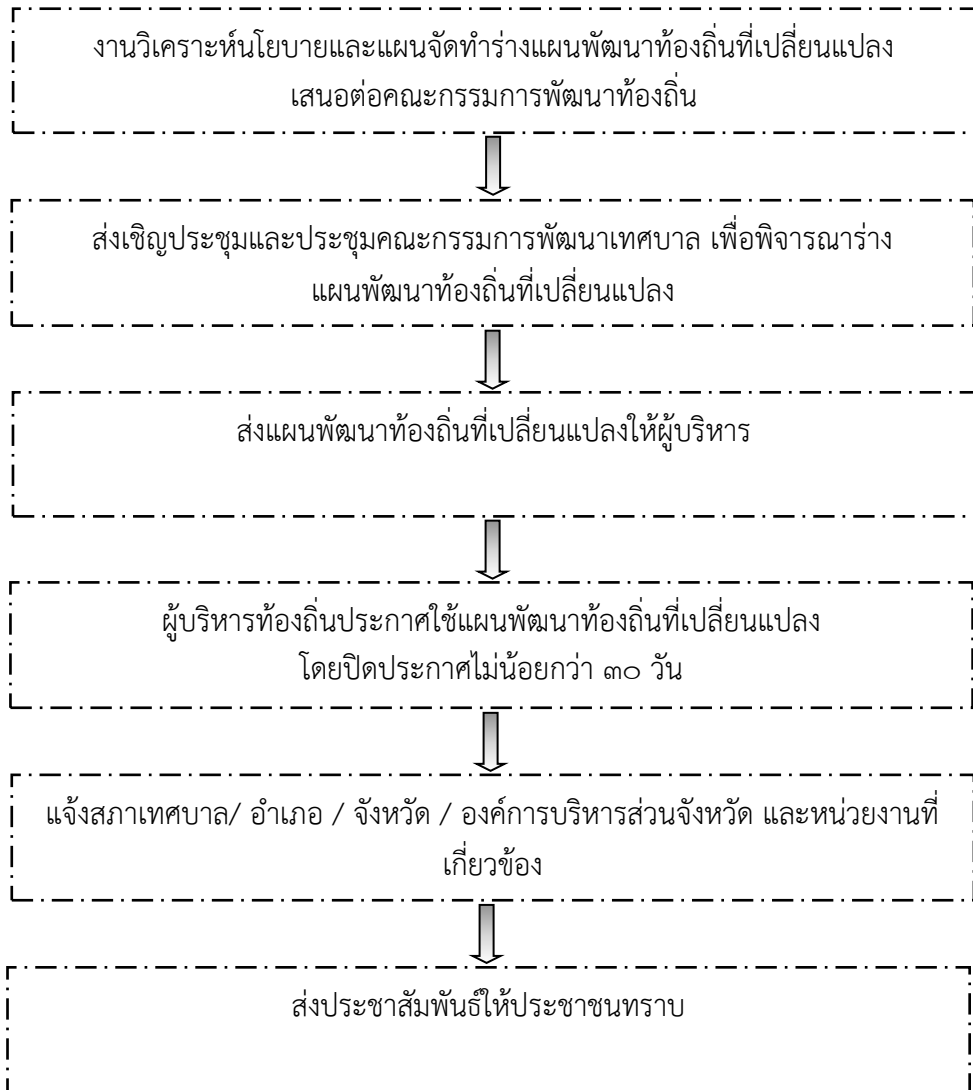 งานวิเคราะห์นโยบายและแผนจัดทำร่างแผนพัฒนาท้องถิ่นที่เปลี่ยนแปลง
เสนอต่อคณะกรรมการพัฒนาท้องถิ่น
ส่งเชิญประชุมและประชุมคณะกรรมการพัฒนาเทศบาล เพื่อพิจารณาร่าง
แผนพัฒนาท้องถิ่นที่เปลี่ยนแปลง
ส่งแผนพัฒนาท้องถิ่นที่เปลี่ยนแปลงให้ผู้บริหาร
ผู้บริหารท้องถิ่นประกาศใช้แผนพัฒนาท้องถิ่นที่เปลี่ยนแปลง
โดยปิดประกาศไม่น้อยกว่า ๓๐ วัน
แจ้งสภาเทศบาล/ อำเภอ / จังหวัด / องค์การบริหารส่วนจังหวัด และหน่วยงานที่
เกี่ยวข้อง
ส่งประชาสัมพันธ์ให้ประชาชนทราบ